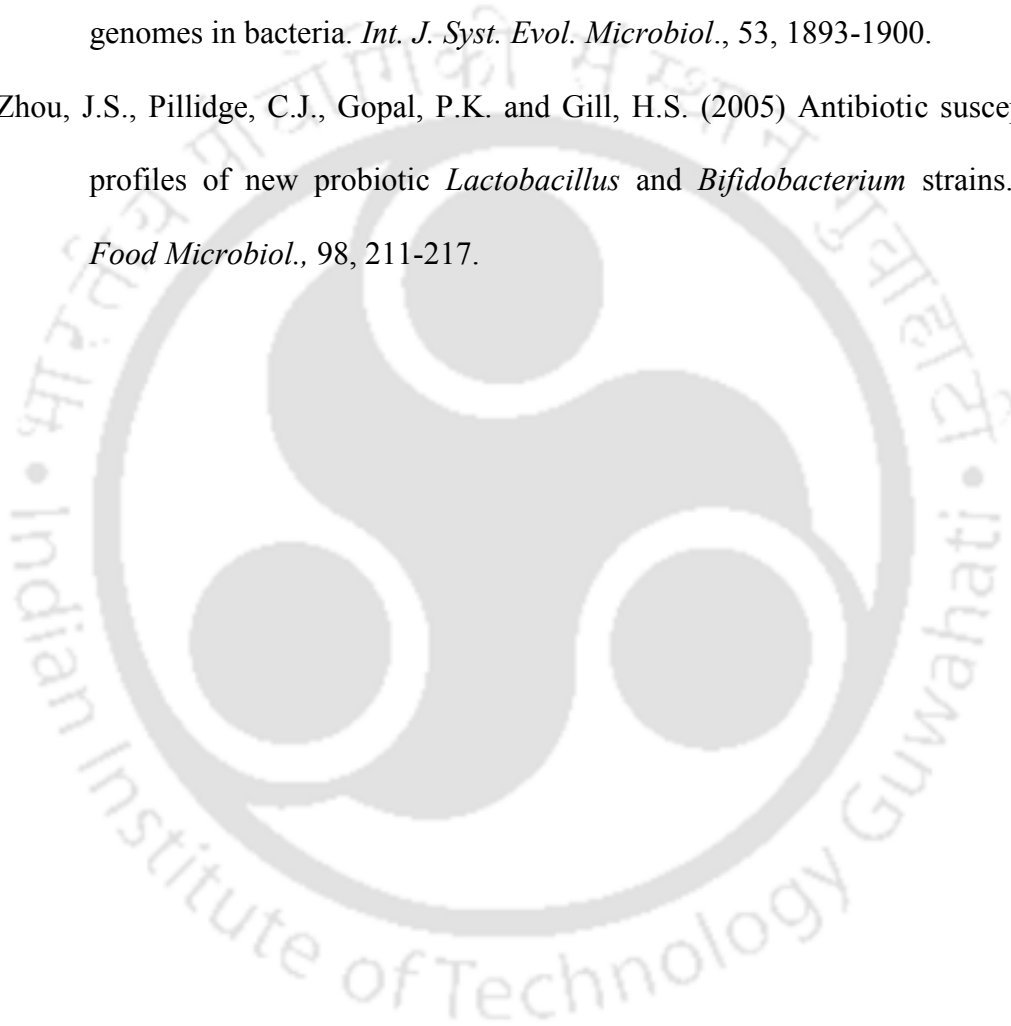 genomes in bacteria. Int. J. Syst. Evol. Microbiol., 53, 1893-1900.
Zhou, J.S., Pillidge, C.J., Gopal, P.K. and Gill, H.S. (2005) Antibiotic suscep
profiles of new probiotic Lactobacillus and Bifidobacterium strains.
Food Microbiol., 98, 211-217.
भारतीय प्रौद्योगिकी संस्थान गुवाहाटी
• Indian Institute of Technology Guwahati •